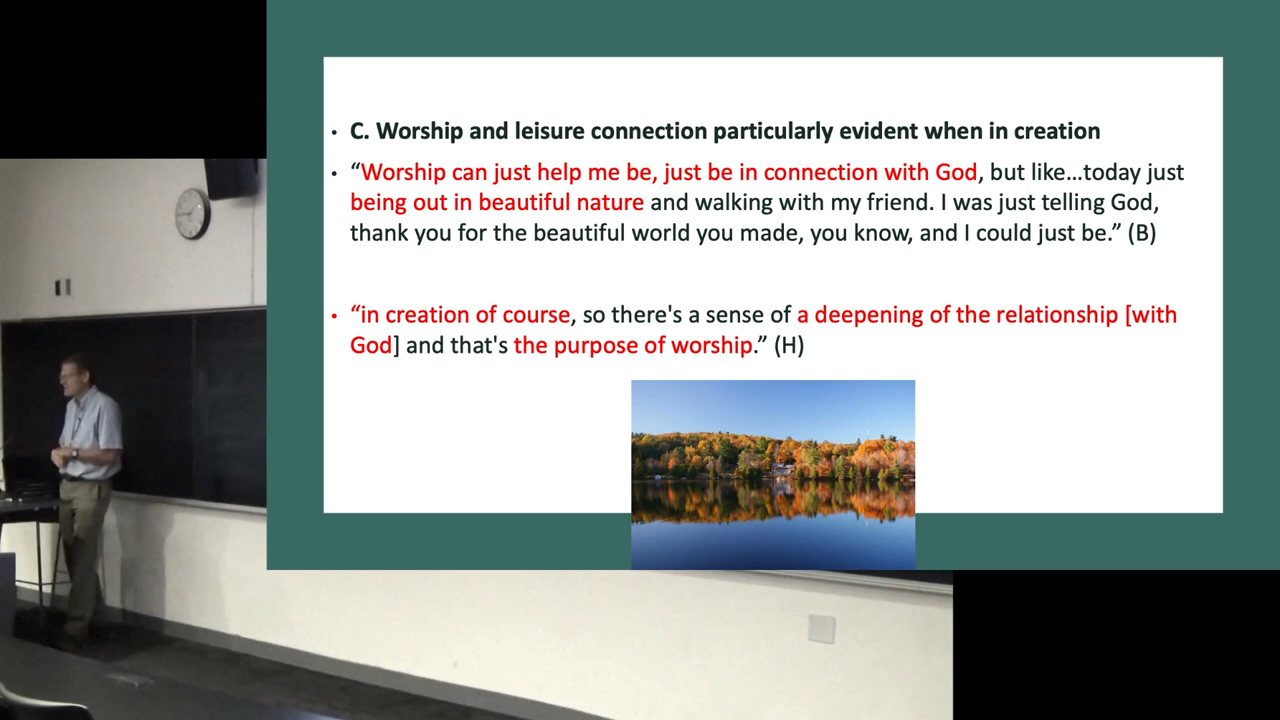 • C. Worship and leisure connection particularly evident when in creation
• “Worship can just help me be, just be in connection with God, but like…today just
being out in beautiful nature and walking with my friend. I was just telling God,
thank you for the beautiful world you made, you know, and I could just be.” (B)
• “in creation of course, so there's a sense of a deepening of the relationship [with
God] and that's the purpose of worship.” (H)